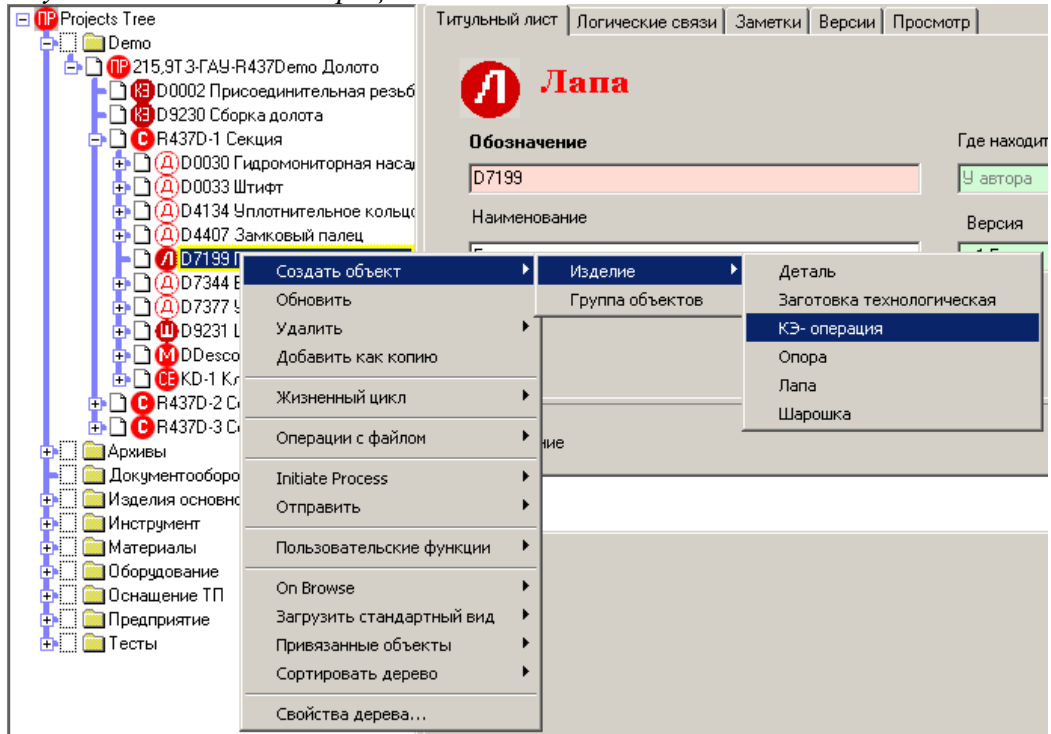 Projects Tree
Demo
215,9ТЗ-ГАУ-R437Demo Долото
D0002 Присоединительная резьб
D9230 Сборка долота
R437D-1 Секция
D0030 Гидромониторная наса
D0033 Штифт
D4134 Уплотнительное кольцо
D4407 Замковый палец
D7199
D7344
D7377
D9231
DDesco
KD-1
R437D-2
R437D-3
Архивы
Документооборо
Изделия основно
Инструмент
Материалы
Оборудование
Оснащение ТП
Предприятие
Тесты
Титульный лист Логические связи Заметки Версии Просмотр
Л Лапа
Обозначение Где находит
D7199 У автора
Наименование Версия
Создать объект
Обновить
Удалить
Добавить как копию
Жизненный цикл
Операции с файлом
Initiate Process
Отправить
Пользовательские функции
On Browse
Загрузить стандартный вид
Привязанные объекты
Сортировать дерево
Свойства дерева...
Изделие
Группа объектов
Деталь
Заготовка технологическая
КЭ- операция
Опора
Лапа
Шарошка
ние